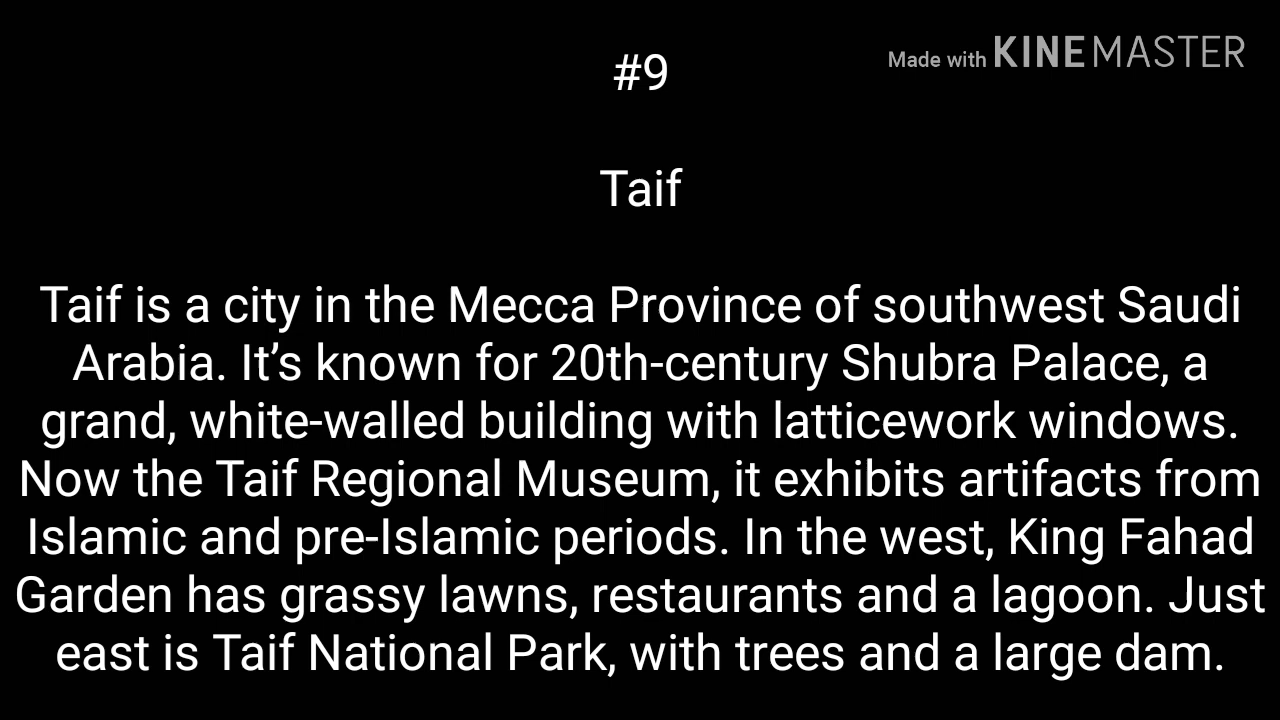 Made with KINEMASTER
#9
Taif
Taif is a city in the Mecca Province of southwest Saudi
Arabia. It’s known for 20th-century Shubra Palace, a
grand, white-walled building with latticework windows.
Now the Taif Regional Museum, it exhibits artifacts from
Islamic and pre-Islamic periods. In the west, King Fahad
Garden has grassy lawns, restaurants and a lagoon. Just
east is Taif National Park, with trees and a large dam.